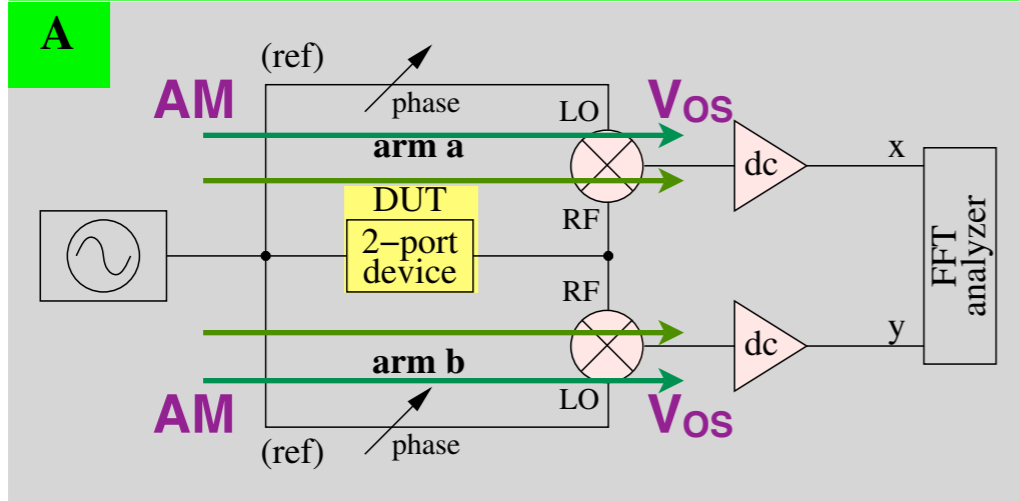 A
(ref)
AM
phase
LO
VOS
arm a
dc
x
DUT
RF
2−port
device
FFT
analyzer
RF
arm b
dc
y
AM
LO
VOS
(ref)
phase